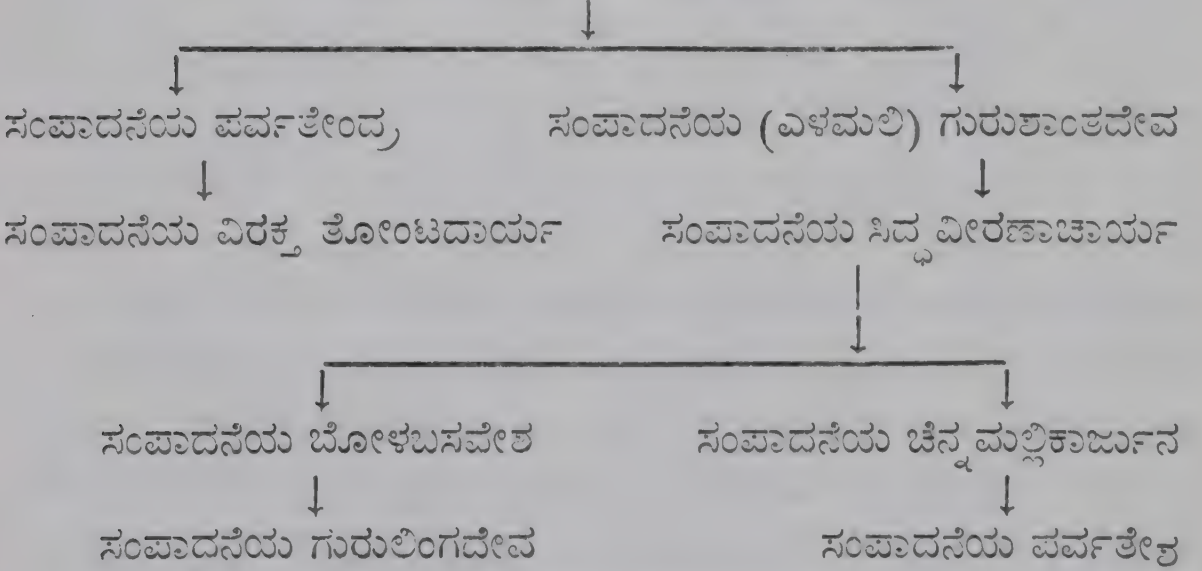 ಸಂಪಾದನೆಯ ಪರ್ವತೇಂದ್ರ ಸಂಪಾದನೆಯ (ಎಳಮಲಿ) ಗುರುಶಾಂತದೇವ
ಸಂಪಾದನೆಯ ವಿರಕ್ತ ತೋಂಟದಾರ್ಯ ಸಂಪಾದನೆಯ ಸಿದ್ಧವೀರಣಾಚಾರ್ಯ
ಸಂಪಾದನೆಯ ಬೋಳಬಸವೇಶ ಸಂಪಾದನೆಯ ಚೆನ್ನಮಲ್ಲಿಕಾರ್ಜುನ
ಸಂಪಾದನೆಯ ಗುರುಲಿಂಗದೇವ ಸಂಪಾದನೆಯ ಪರ್ವತೇಶ